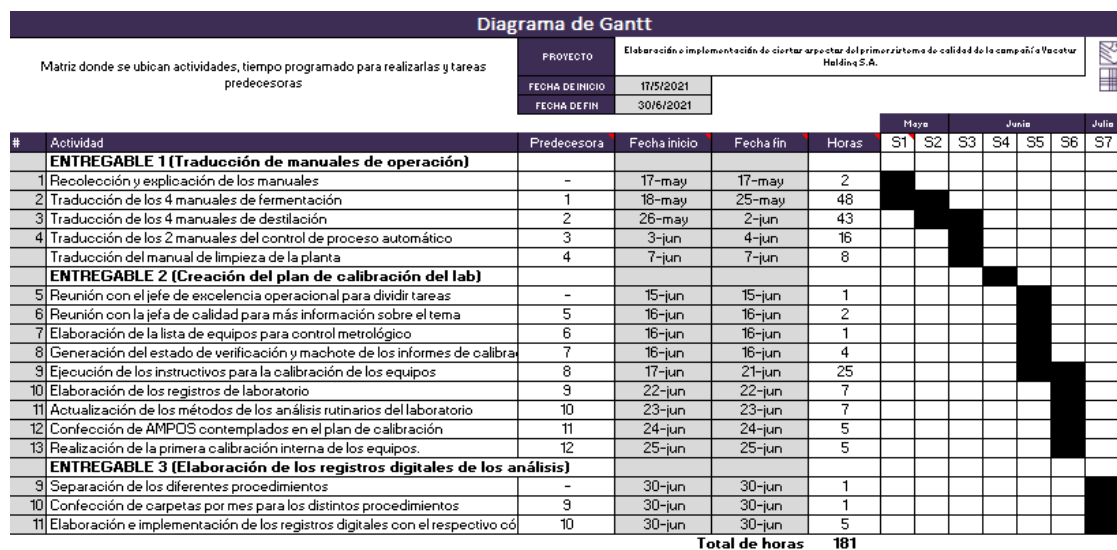 Diagrama de Gantt
Matriz donde se ubican actividades, tiempo programado para realizarlas y tareas
predecesoras
PROYECTO
Elaboración e implementación de ciertos aspectos del primer sistema de calidad de la compañía Vacatur
Holding S.A.
FECHA DE INICIO 17/5/2021
FECHA DE FIN 30/6/2021
Mayo Junio Julio
# Actividad Predecesora Fecha inicio Fecha fin Horas S1 S2 S3 S4 S5 S6 S7
ENTREGABLE 1 (Traducción de manuales de operación)
1 Recolección y explicación de los manuales - 17-may 17-may 2
2 Traducción de los 4 manuales de fermentación 1 18-may 25-may 48
3 Traducción de los 4 manuales de destilación 2 26-may 2-jun 43
4 Traducción de los 2 manuales del control de proceso automático 3 3-jun 4-jun 16
Traducción del manual de limpieza de la planta 4 7-jun 7-jun 8
ENTREGABLE 2 (Creación del plan de calibración del lab)
5 Reunión con el jefe de excelencia operacional para dividir tareas - 15-jun 15-jun 1
6 Reunión con la jefa de calidad para más información sobre el tema 5 16-jun 16-jun 2
7 Elaboración de la lista de equipos para control metrológico 6 16-jun 16-jun 1
8 Generación del estado de verificación y machote de los informes de calibra 7 16-jun 16-jun 4
9 Ejecución de los instructivos para la calibración de los equipos 8 17-jun 21-jun 25
10 Elaboración de los registros de laboratorio 9 22-jun 22-jun 7
11 Actualización de los métodos de los análisis rutinarios del laboratorio 10 23-jun 23-jun 7
12 Confección de AMPOS contemplados en el plan de calibración 11 24-jun 24-jun 5
13 Realización de la primera calibración interna de los equipos. 12 25-jun 25-jun 5
ENTREGABLE 3 (Elaboración de los registros digitales de los análisis)
9 Separación de los diferentes procedimientos - 30-jun 30-jun 1
10 Confección de carpetas por mes para los distintos procedimientos 9 30-jun 30-jun 1
11 Elaboración e implementación de los registros digitales con el respectivo có 10 30-jun 30-jun 5
Total de horas 181